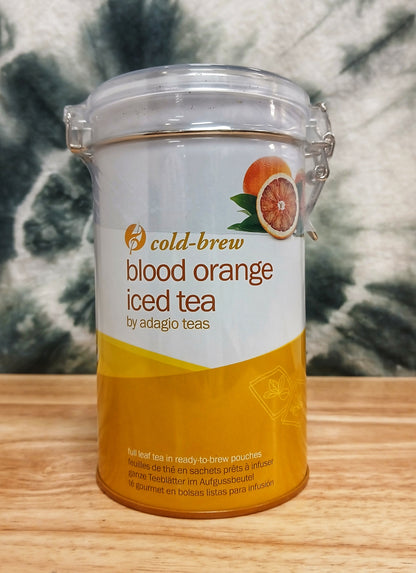 cold-brew
blood orange
iced tea
by adagio teas
full leaf tea in ready-to-brew pouches
feuilles de thé en sachets prêts à infuser
ganze Teeblätter im Aufgussbeutel
té gourmet en bolsas listas para infusión